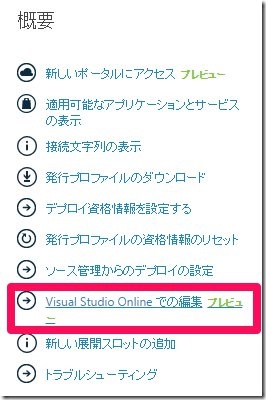 概要
新しいポータルにアクセス プレビュー
適用可能なアプリケーションとサービス
の表示
接続文字列の表示
発行プロファイルのダウンロード
デプロイ資格情報を設定する
発行プロファイルの資格情報のリセット
ソース管理からのデプロイの設定
Visual Studio Online での編集 プレビュ
ー
新しい展開スロットの追加
トラブルシューティング